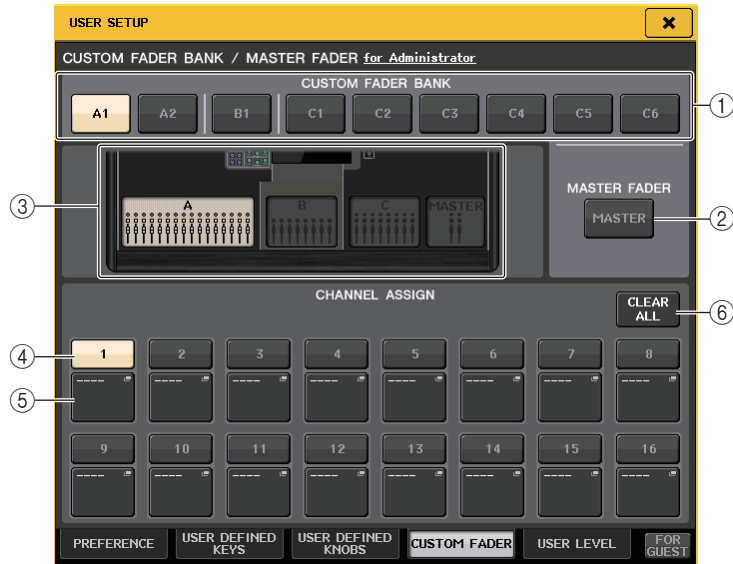 USER SETUP
CUSTOM FADER BANK / MASTER FADER for Administrator
CUSTOM FADER BANK
A1 A2 B1 C1 C2 C3 C4 C5 C6
1
A B C MASTER
3
MASTER FADER
MASTER
2
CHANNEL ASSIGN
CLEAR ALL
6
4
1 2 3 4 5 6 7 8
5
---- ---- ---- ---- ---- ---- ---- ----
9 10 11 12 13 14 15 16
---- ---- ---- ---- ---- ---- ---- ----
PREFERENCE
USER DEFINED KEYS
USER DEFINED KNOBS
CUSTOM FADER
USER LEVEL
FOR GUEST